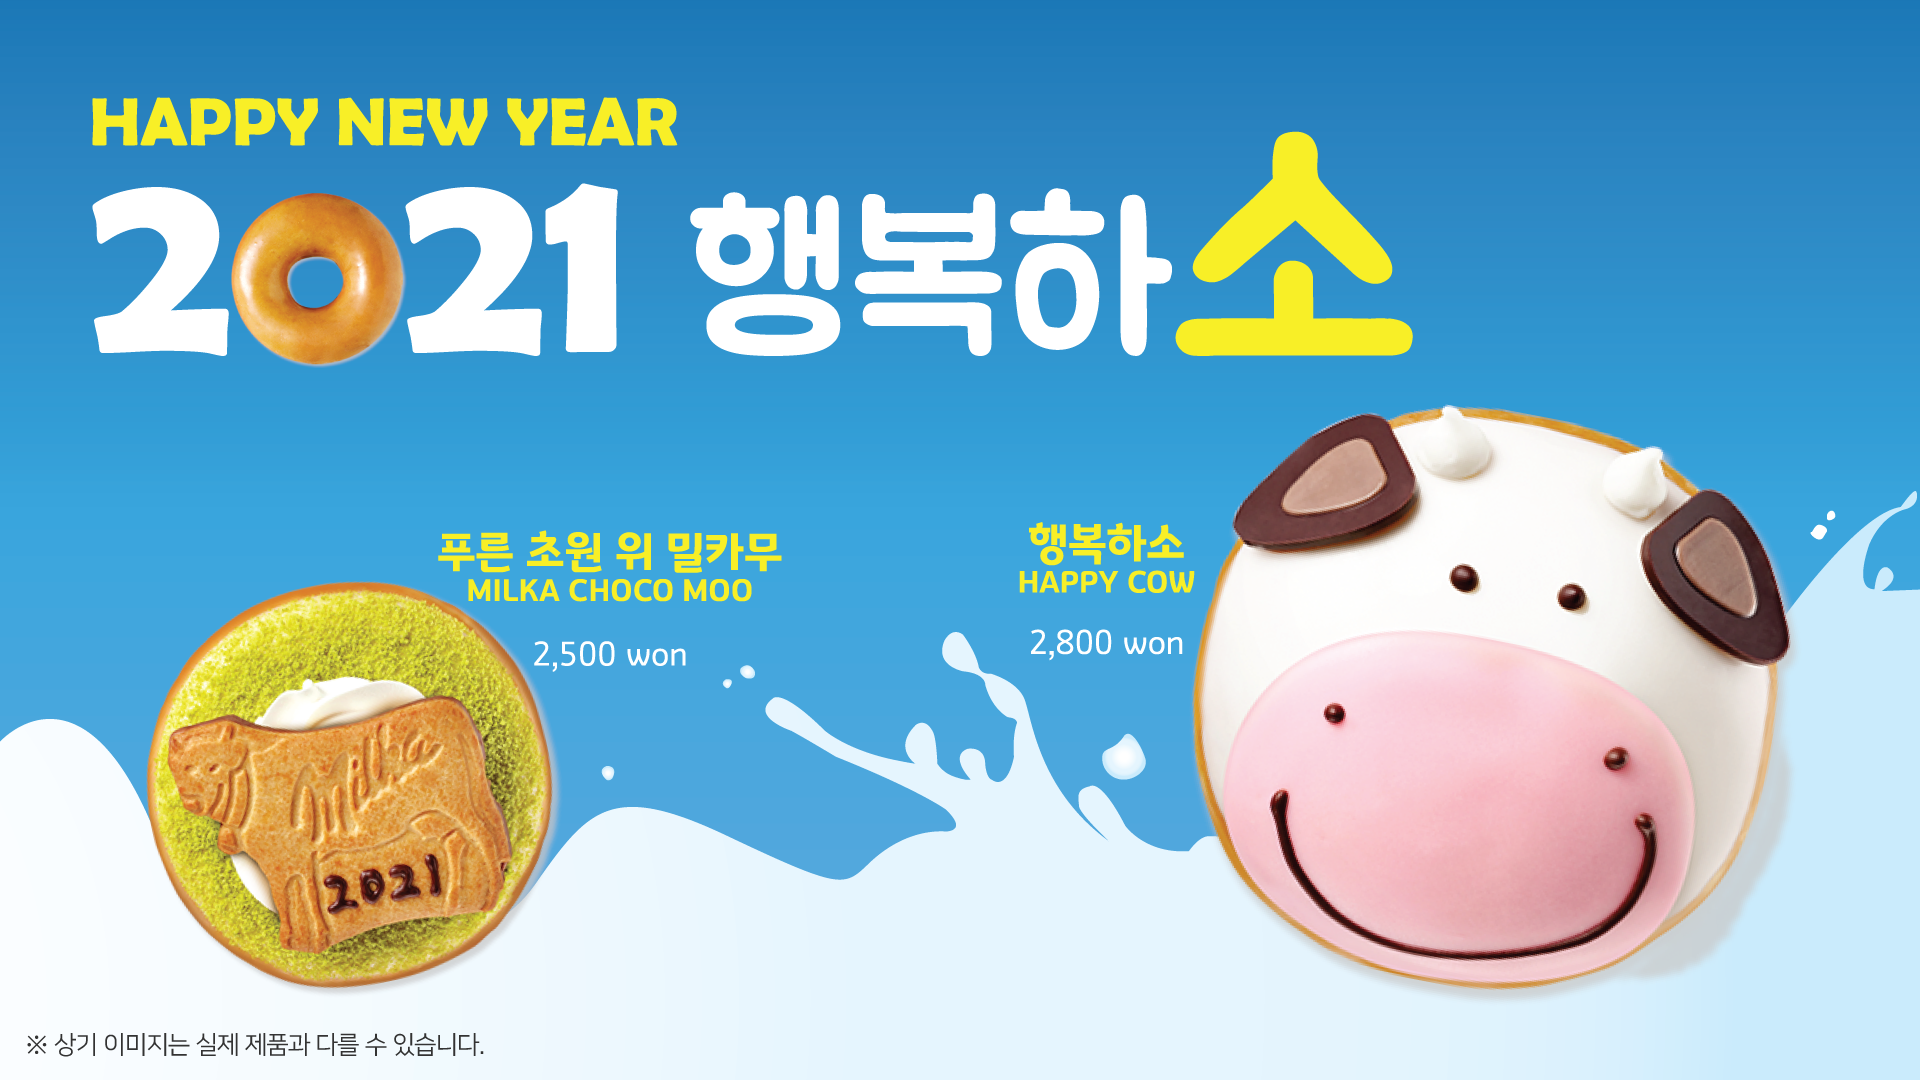 HAPPY NEW YEAR
2021 행복하소
푸른 초원 위 밀카무
MILKA CHOCO MOO
2,500 won
행복하소
HAPPY COW
2,800 won
Milka
2021
※ 상기 이미지는 실제 제품과 다를 수 있습니다.